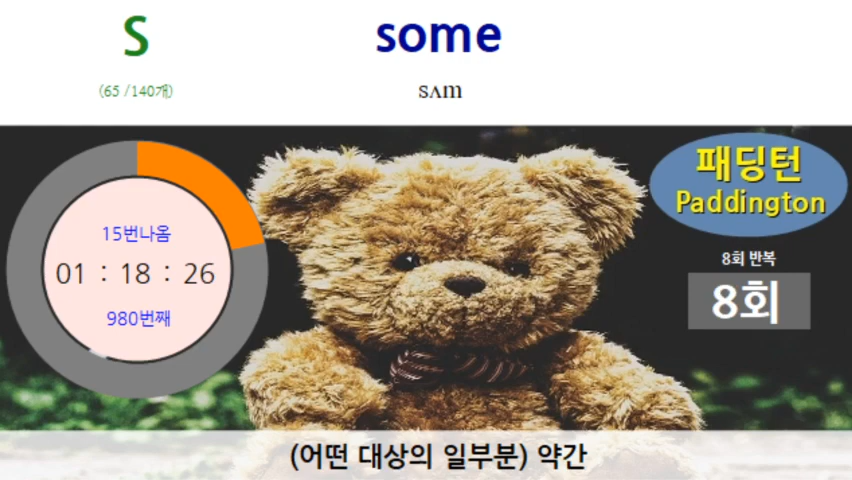 S
some
(65 /140개)
sʌm
패딩턴
Paddington
15번나옴
01 : 18 : 26
980번째
8회 반복
8회
(어떤 대상의 일부분) 약간